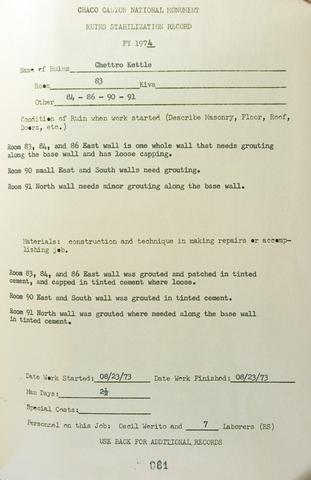 CHACO CANYON NATIONAL MONUMENT
RUINS STABILIZATION RECORD
FY 1974
Name of Ruins Chettro Kettle
Room 83 Kiva
Other 84 - 86 - 90 - 91
Condition of Ruin when work started (Describe Masonry, Floor, Roof,
Doors, etc.)
Room 83, 84, and 86 East wall is one whole wall that needs grouting
along the base wall and has loose capping.
Room 90 small East and South walls need grouting.
Room 91 North wall needs minor grouting along the base wall.
Materials: construction and technique in making repairs or accomp-
lishing job.
Room 83, 84, and 86 East wall was grouted and patched in tinted
cement, and capped in tinted cement where loose.
Room 90 East and South wall was grouted in tinted cement.
Room 91 North wall was grouted where needed along the base wall
in tinted cement.
Date Work Started: 08/23/73 Date Work Finished: 08/23/73
Man Days: 2½
Special Costs:
Personnel on this Job: Cecil Werito and 7 Laborers (RS)
USE BACK FOR ADDITIONAL RECORDS
061